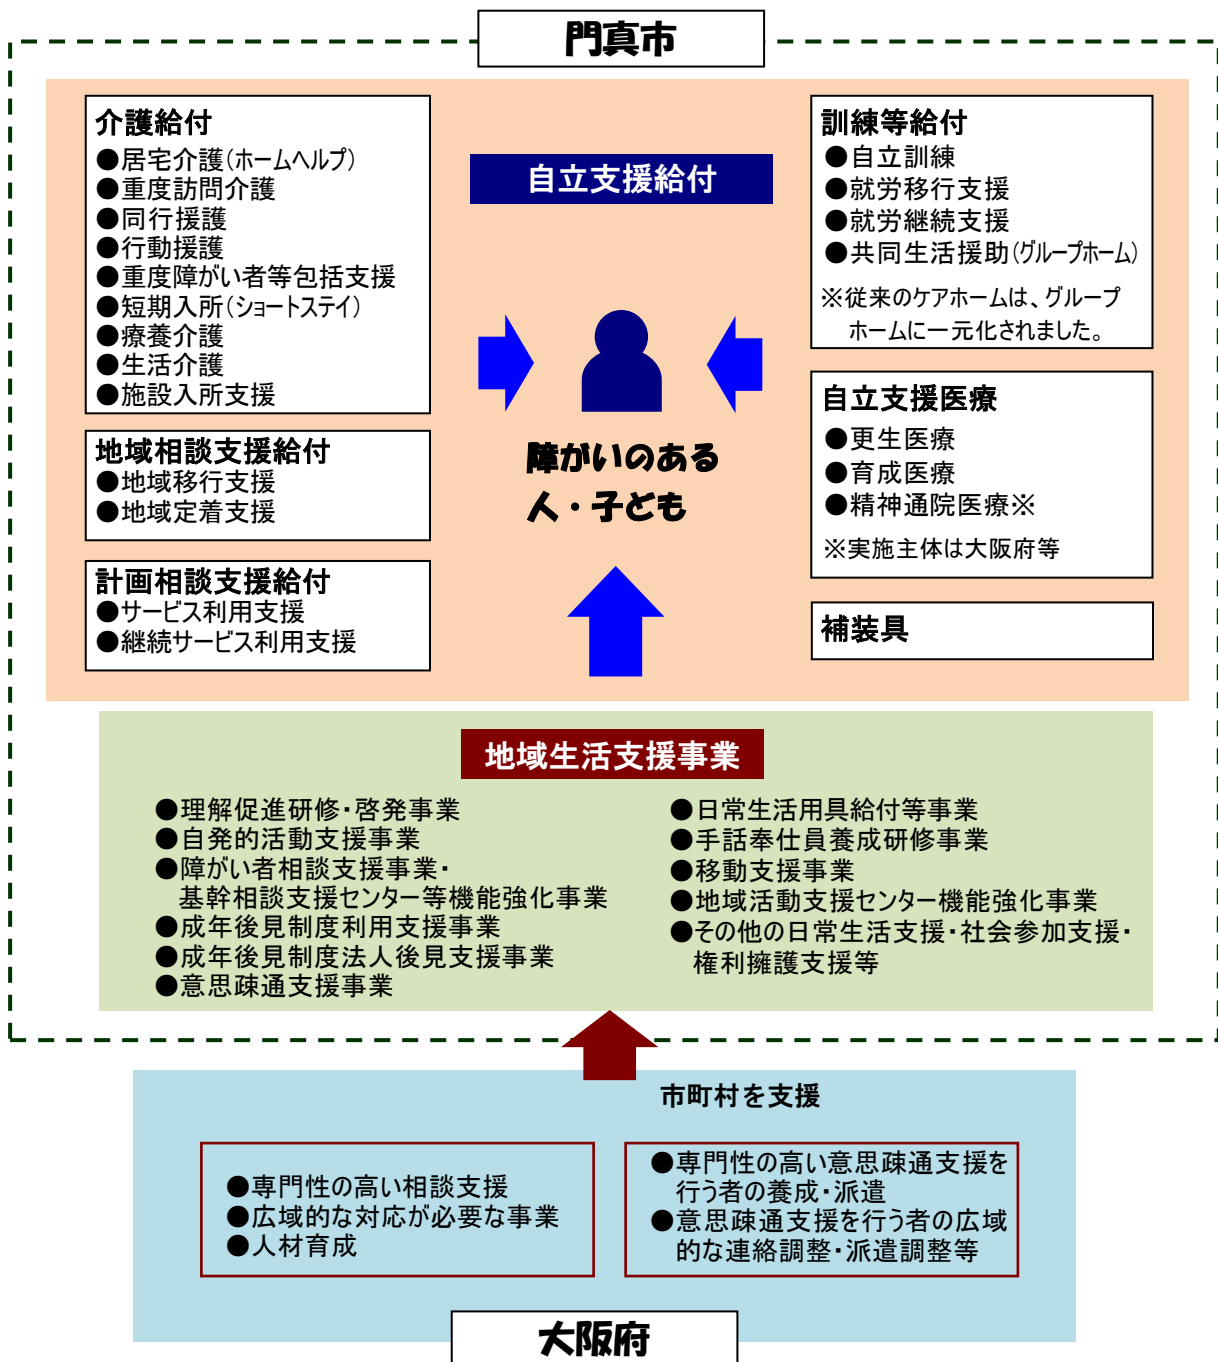 門真市
介護給付
●居宅介護(ホームヘルプ)
●重度訪問介護
●同行援護
●行動援護
●重度障がい者等包括支援
●短期入所(ショートステイ)
●療養介護
●生活介護
●施設入所支援
地域相談支援給付
●地域移行支援
●地域定着支援
計画相談支援給付
●サービス利用支援
●継続サービス利用支援
自立支援給付
障がいのある
人・子ども
訓練等給付
●自立訓練
●就労移行支援
●就労継続支援
●共同生活援助(グループホーム)
※従来のケアホームは、グループ
ホームに一元化されました。
自立支援医療
●更生医療
●育成医療
●精神通院医療※
※実施主体は大阪府等
補装具
地域生活支援事業
●理解促進研修・啓発事業
●自発的活動支援事業
●障がい者相談支援事業・
基幹相談支援センター等機能強化事業
●成年後見制度利用支援事業
●成年後見制度法人後見支援事業
●意思疎通支援事業
●日常生活用具給付等事業
●手話奉仕員養成研修事業
●移動支援事業
●地域活動支援センター機能強化事業
●その他の日常生活支援・社会参加支援・
権利擁護支援等
市町村を支援
●専門性の高い相談支援
●広域的な対応が必要な事業
●人材育成
●専門性の高い意思疎通支援を
行う者の養成・派遣
●意思疎通支援を行う者の広域
的な連絡調整・派遣調整等
大阪府